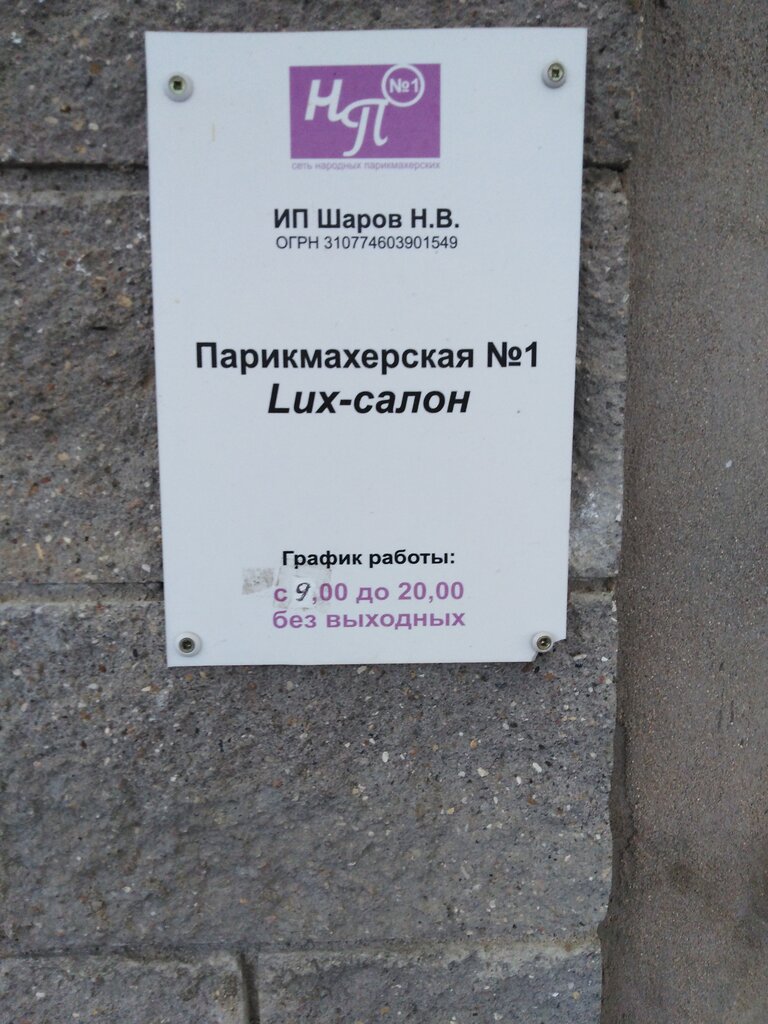 НП №1
сеть народных парикмахерских
ИП Шаров Н.В.
ОГРН 310774603901549
Парикмахерская №1
Lux-салон
График работы:
с 9,00 до 20,00
без выходных